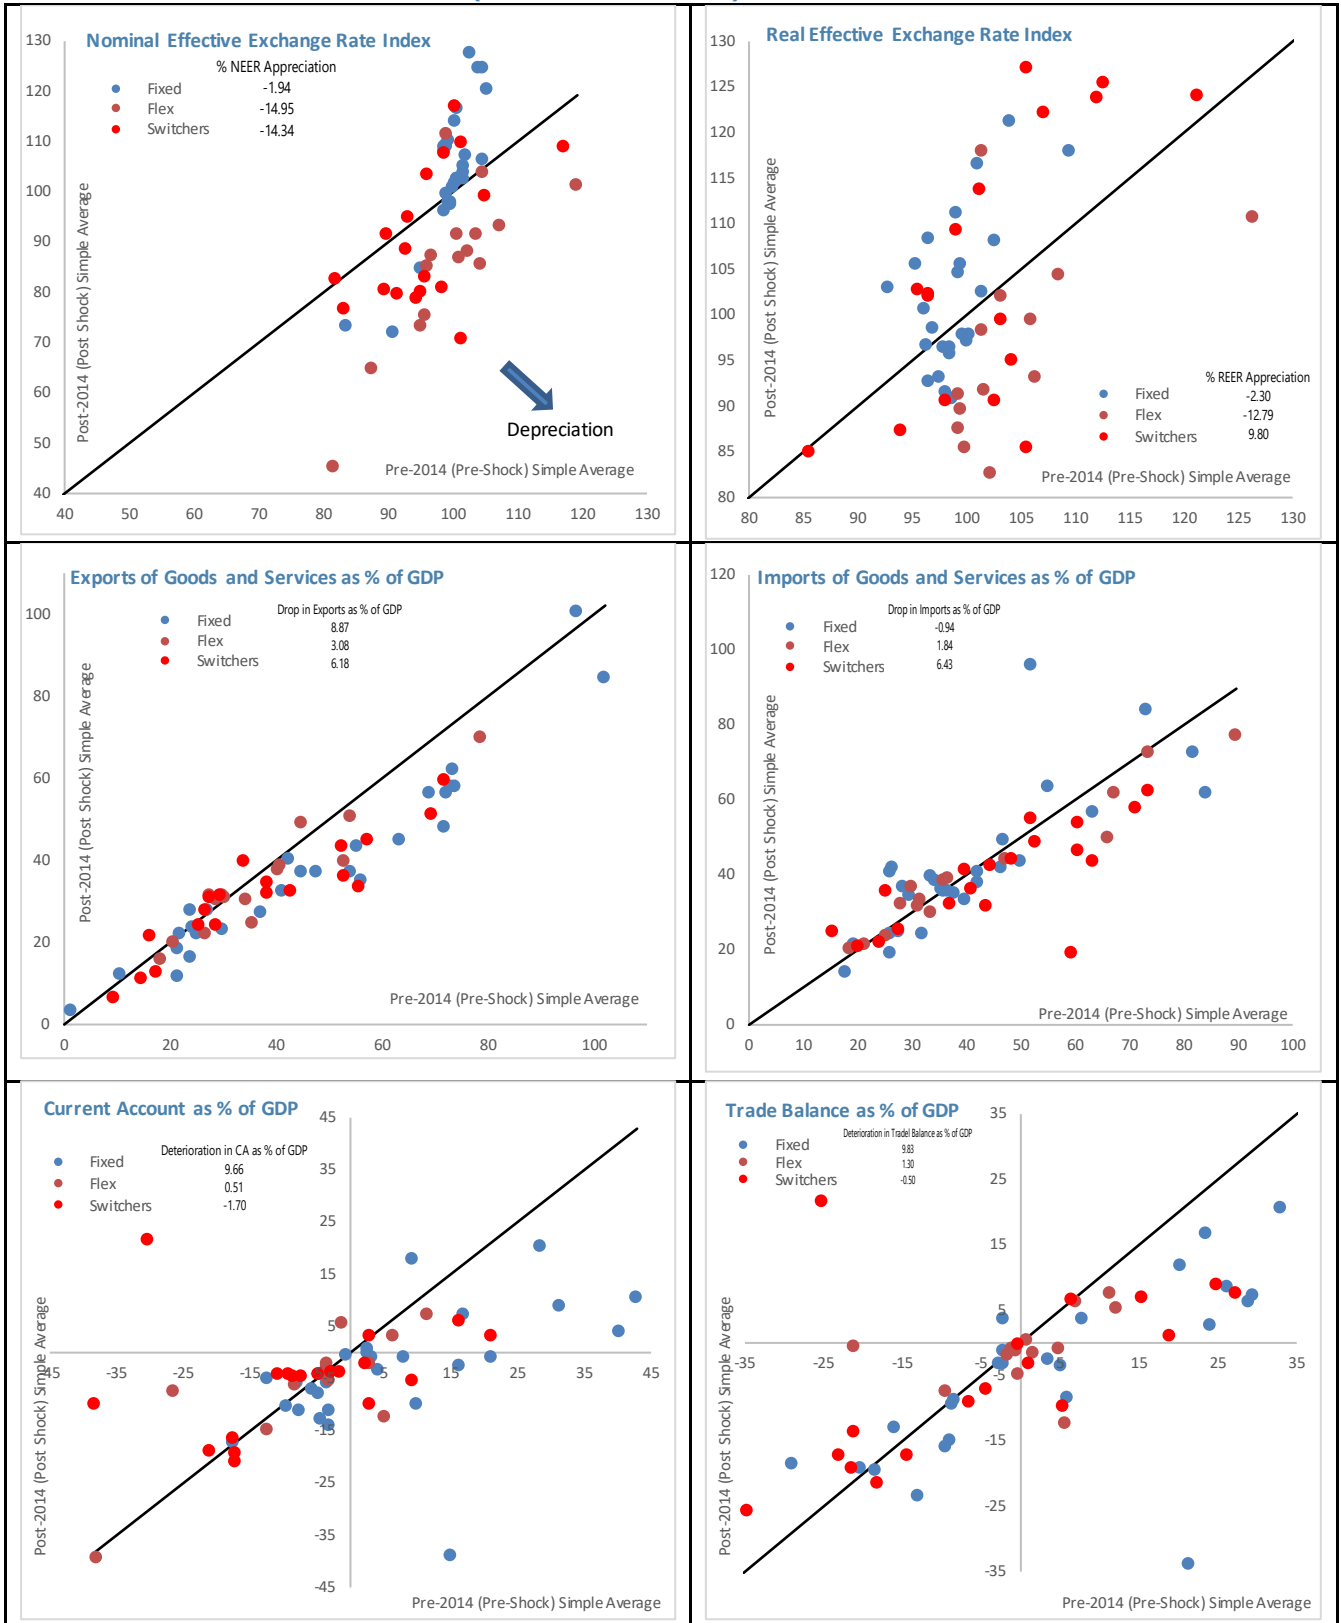 Nominal Effective Exchange Rate Index
% NEER Appreciation
Fixed -1.94
Flex -14.95
Switchers -14.34
130
120
110
100
90
80
70
60
50
40
Post-2014 (Post Shock) Simple Average
Depreciation
Pre-2014 (Pre-Shock) Simple Average
40 50 60 70 80 90 100 110 120 130
Real Effective Exchange Rate Index
130
125
120
115
110
105
100
95
90
85
80
Post-2014 (Post Shock) Simple Average
% REER Appreciation
Fixed -2.30
Flex -12.79
Switchers 9.80
Pre-2014 (Pre-Shock) Simple Average
80 85 90 95 100 105 110 115 120 125 130
Exports of Goods and Services as % of GDP
Drop in Exports as % of GDP
Fixed 8.87
Flex 3.08
Switchers 6.18
100
80
60
40
20
0
Post-2014 (Post Shock) Simple Average
Pre-2014 (Pre-Shock) Simple Average
0 20 40 60 80 100
Imports of Goods and Services as % of GDP
Drop in Imports as % of GDP
Fixed -0.94
Flex 1.84
Switchers 6.43
120
100
80
60
40
20
0
Post-2014 (Post Shock) Simple Average
Pre-2014 (Pre-Shock) Simple Average
0 10 20 30 40 50 60 70 80 90 100
Current Account as % of GDP
Deterioration in CA as % of GDP
Fixed 9.66
Flex 0.51
Switchers -1.70
45
35
25
15
5
-15
-25
-35
-45
Post-2014 (Post Shock) Simple Average
-45 -35 -25 -15 -5 5 15 25 35 45
Pre-2014 (Pre-Shock) Simple Average
Trade Balance as % of GDP
Deterioration in Tradel Balance as % of GDP
Fixed 9.83
Flex 1.30
Switchers -0.50
35
25
15
5
-5
-15
-25
-35
Post-2014 (Post Shock) Simple Average
-35 -25 -15 -5 5 15 25 35
Pre-2014 (Pre-Shock) Simple Average